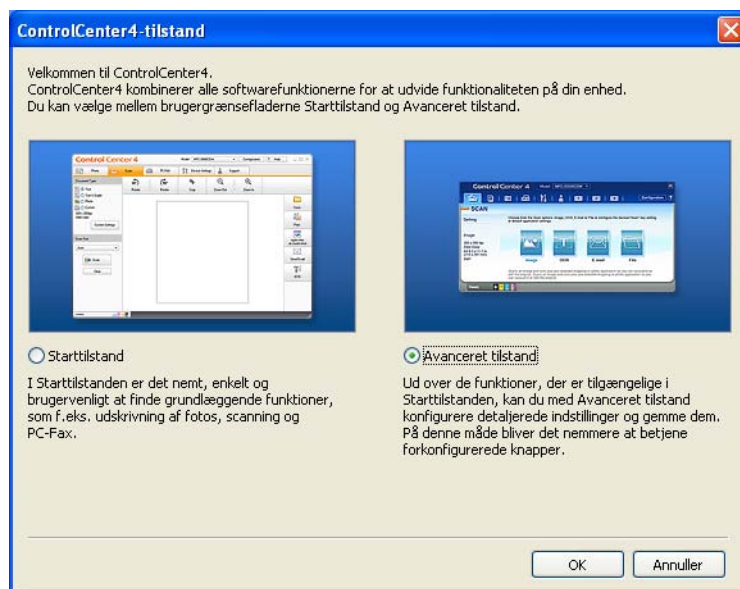 ControlCenter4-tilstand
Velkommen til ControlCenter4.
ControlCenter4 kombinerer alle softwarefunktionerne for at udvide funktionaliteten på din enhed.
Du kan vælge mellem brugergrænsefladerne Starttilstand og Avanceret tilstand.
Control Center 4
Control Center 4
SCAN
Image
OCR
E-mail
File
Starttilstand
I Starttilstanden er det nemt, enkelt og
brugervenligt at finde grundlæggende funktioner,
som f.eks. udskrivning af fotos, scanning og
PC-Fax.
Avanceret tilstand
Ud over de funktioner, der er tilgængelige i
Starttilstanden, kan du med Avanceret tilstand
konfigurere detaljerede indstillinger og gemme dem.
På denne måde bliver det nemmere at betjene
forkonfigurerede knapper.
OK
Annuller